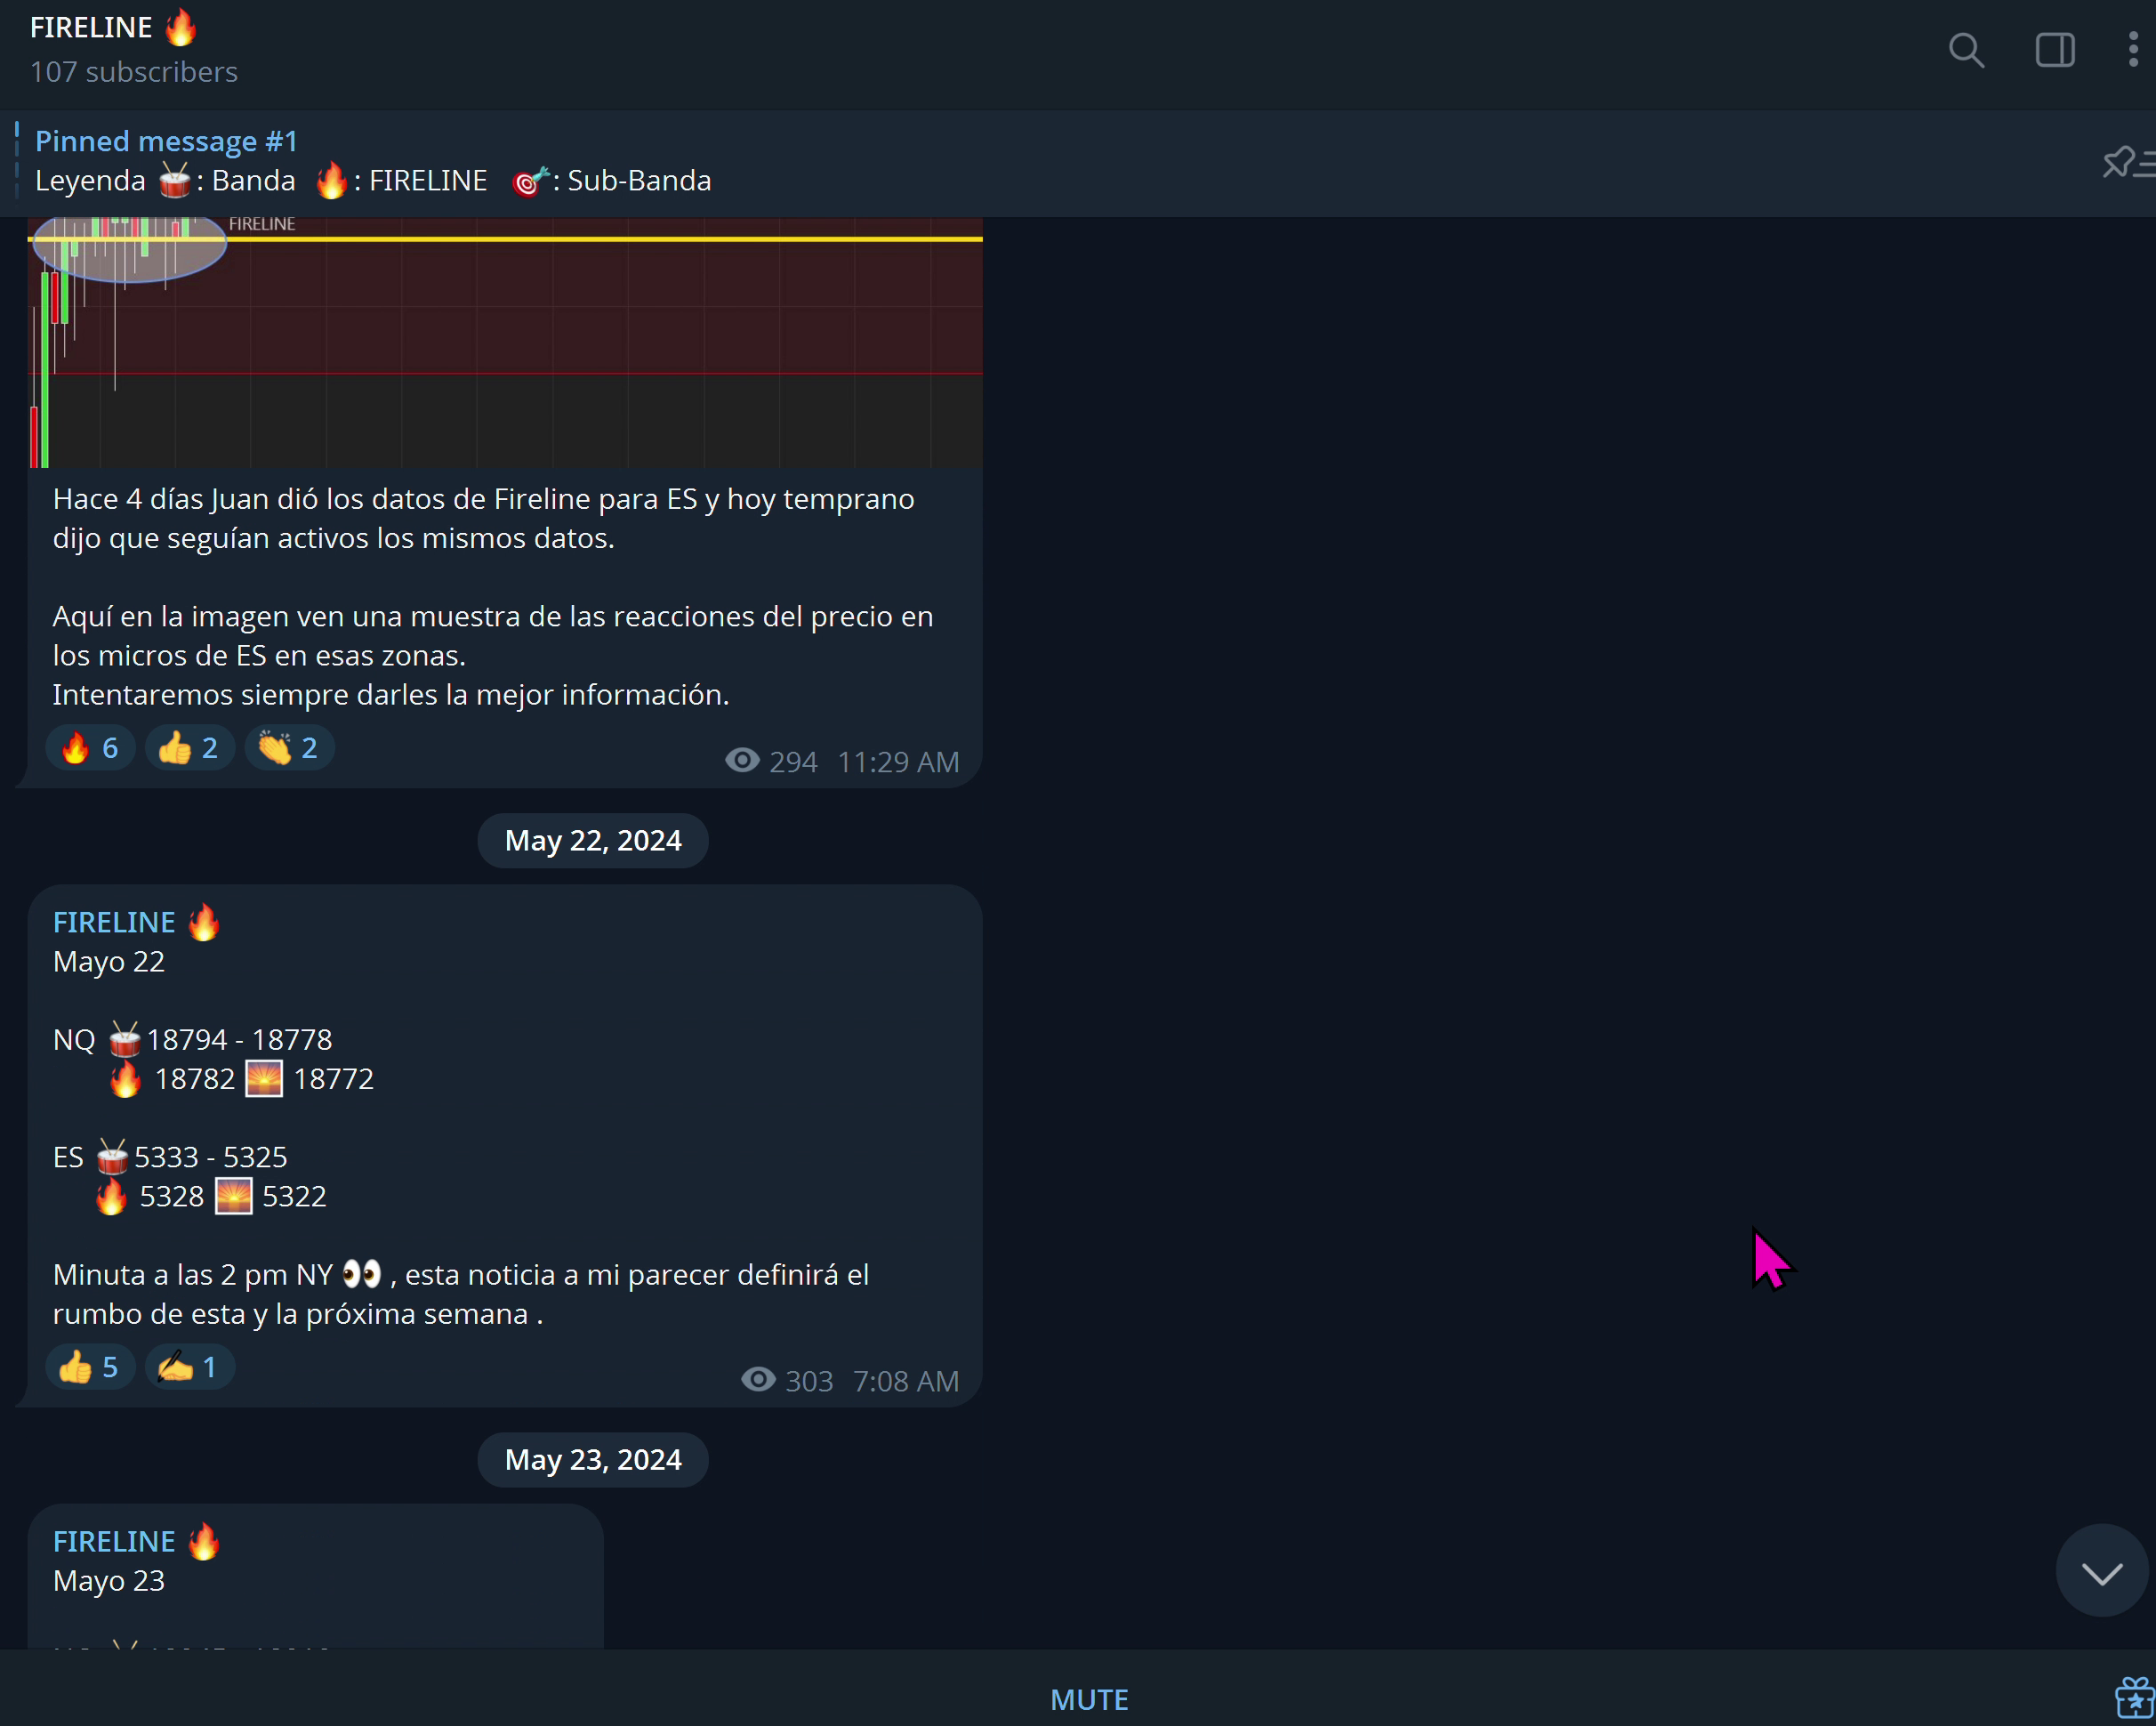 FIRELINE 🔥
107 subscribers
Pinned message #1
Leyenda 🥁: Banda 🔥: FIRELINE 🎯: Sub-Banda
FIRELINE
Hace 4 días Juan dió los datos de Fireline para ES y hoy temprano
dijo que seguían activos los mismos datos.
Aquí en la imagen ven una muestra de las reacciones del precio en
los micros de ES en esas zonas.
Intentaremos siempre darles la mejor información.
🔥 6 👍 2 👏 2
294 11:29 AM
May 22, 2024
FIRELINE 🔥
Mayo 22
NQ 🥁18794 - 18778
🔥 18782 🌅 18772
ES 🥁5333 - 5325
🔥 5328 🌅 5322
Minuta a las 2 pm NY 👀 , esta noticia a mi parecer definirá el
rumbo de esta y la próxima semana .
👍 5 ✍️ 1
303 7:08 AM
May 23, 2024
FIRELINE 🔥
Mayo 23
MUTE